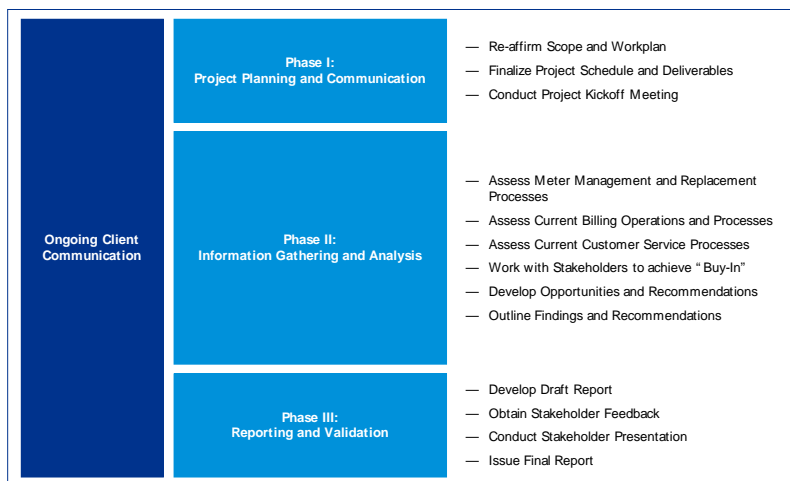 Ongoing Client
Communication
Phase I:
Project Planning and Communication
— Re-affirm Scope and Workplan
— Finalize Project Schedule and Deliverables
— Conduct Project Kickoff Meeting
Phase II:
Information Gathering and Analysis
— Assess Meter Management and Replacement
Processes
— Assess Current Billing Operations and Processes
— Assess Current Customer Service Processes
— Work with Stakeholders to achieve “Buy-In”
— Develop Opportunities and Recommendations
— Outline Findings and Recommendations
Phase III:
Reporting and Validation
— Develop Draft Report
— Obtain Stakeholder Feedback
— Conduct Stakeholder Presentation
— Issue Final Report